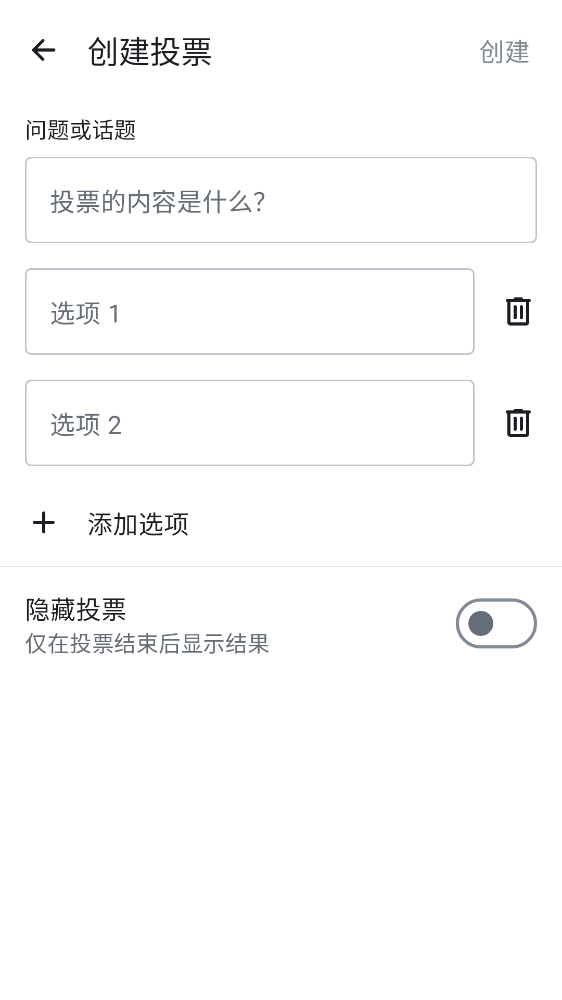 创建投票
创建
问题或话题
投票的内容是什么？
选项 1
选项 2
添加选项
隐藏投票
仅在投票结束后显示结果